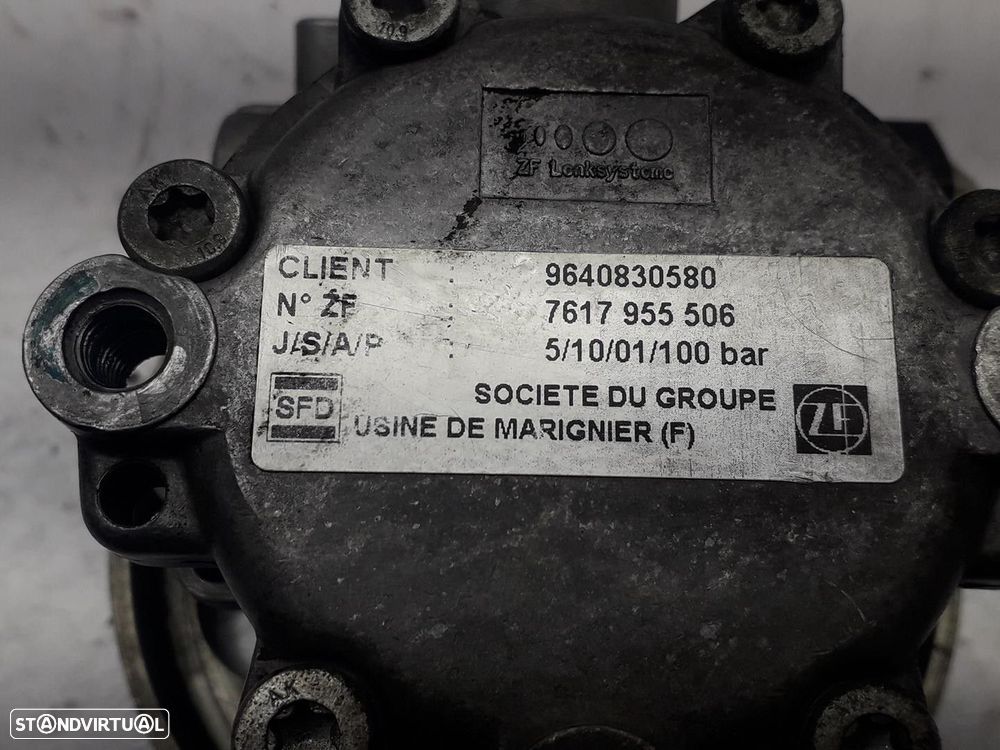 ZF Lenksysteme
CLIENT : 9640830580
N° ZF : 7617 955 506
J/S/A/P : 5/10/01/100 bar
SFD SOCIETE DU GROUPE ZF
USINE DE MARIGNIER (F)
STANDVIRTUAL